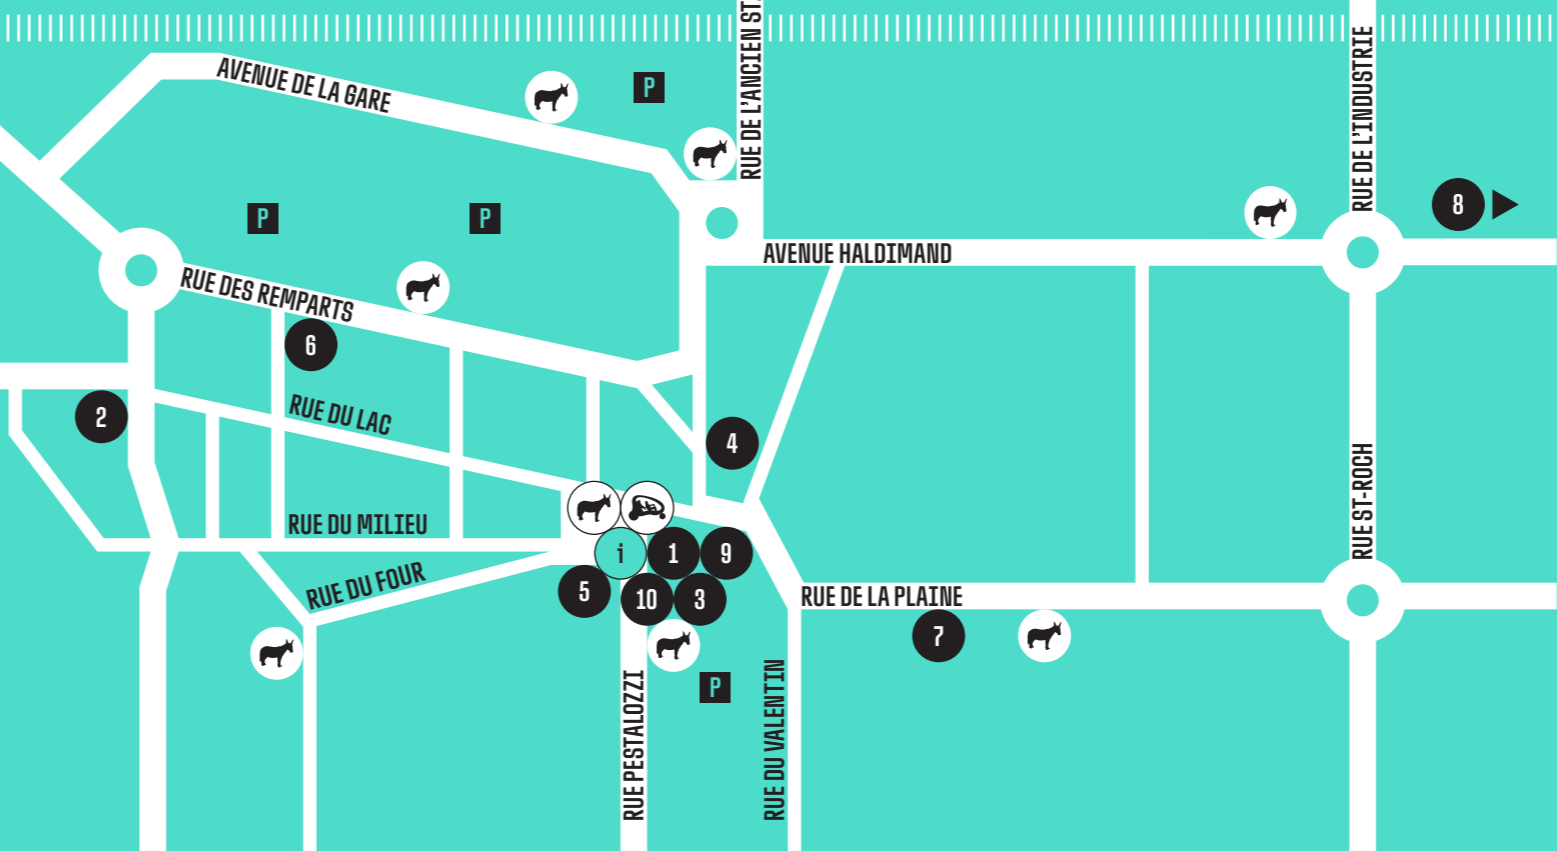 RUE DE L'ANCIEN ST
RUE DE L'INDUSTRIE
AVENUE DE LA GARE
P
8
P
P
AVENUE HALDIMAND
RUE DES REMPARTS
6
2
RUE DU LAC
4
RUE DU MILIEU
RUE ST-ROCH
i
1
9
RUE DU FOUR
5
10
3
RUE DE LA PLAINE
7
P
RUE PESTALOZZI
RUE DU VALENTIN